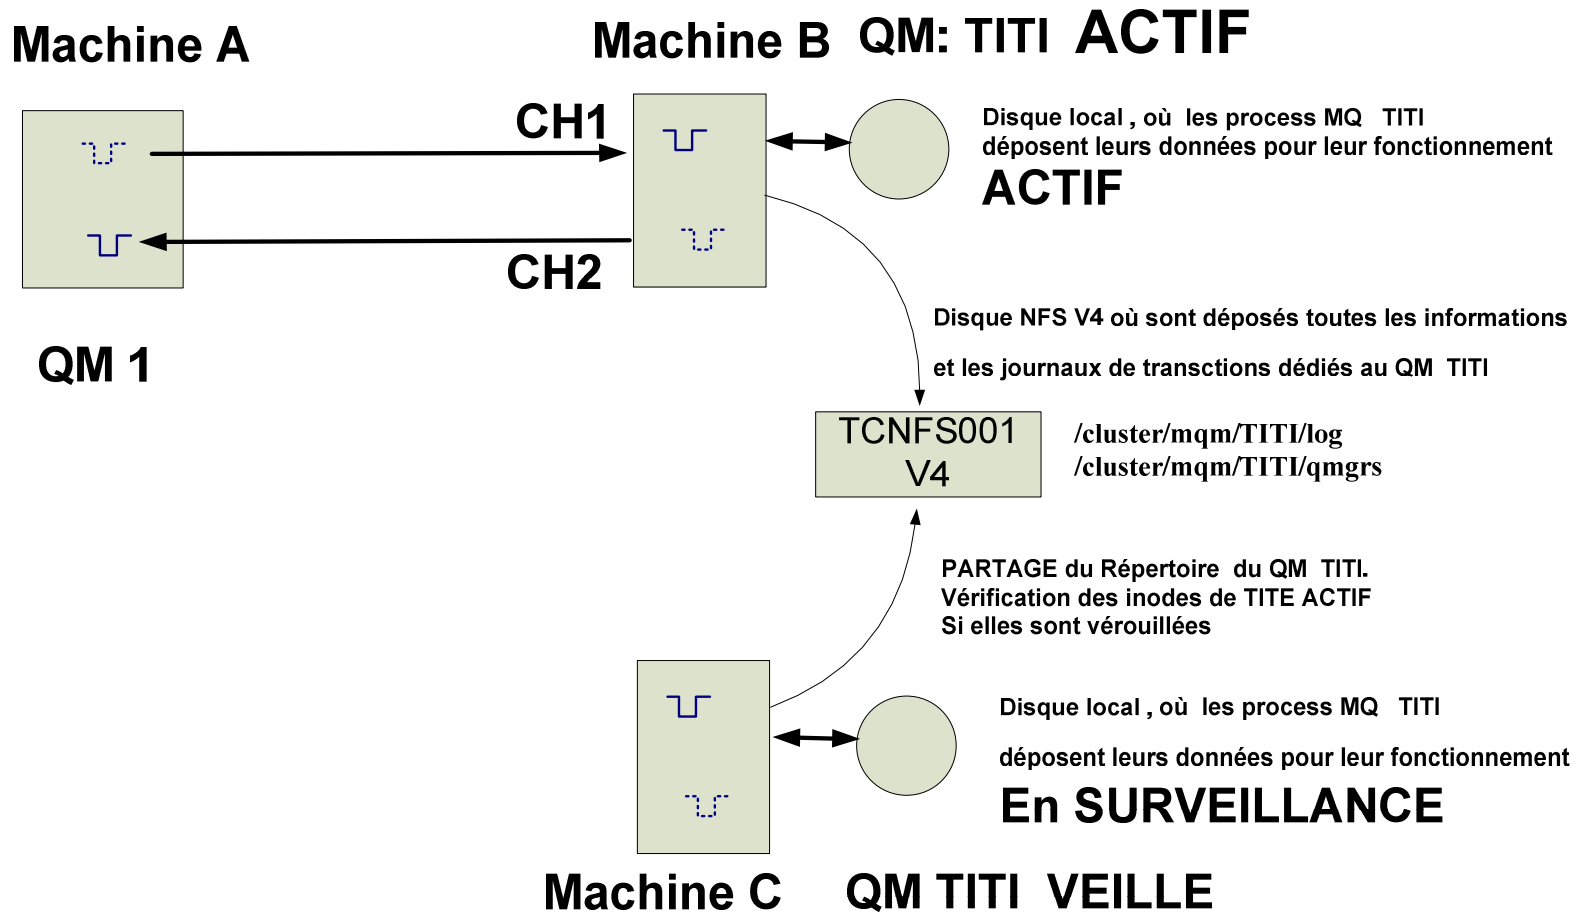 Machine A
Machine B QM: TITI ACTIF
CH1
Disque local , où les process MQ TITI
déposent leurs données pour leur fonctionnement
ACTIF
CH2
QM 1
Disque NFS V4 où sont déposés toutes les informations
et les journaux de transctions dédiés au QM TITI
TCNFS001
V4
/cluster/mqm/TITI/log
/cluster/mqm/TITI/qmgrs
PARTAGE du Répertoire du QM TITI.
Vérification des inodes de TITE ACTIF
Si elles sont vérouillées
Disque local , où les process MQ TITI
déposent leurs données pour leur fonctionnement
En SURVEILLANCE
Machine C QM TITI VEILLE